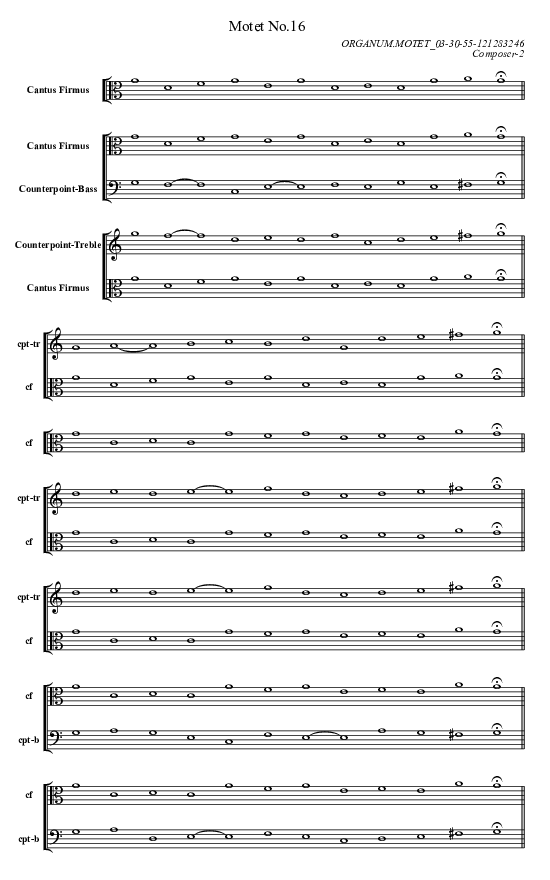 Motet No.16
ORGANUM.MOTET_03-30-55-121283246
Composer-2
Cantus Firmus
Cantus Firmus
Counterpoint-Bass
Counterpoint-Treble
Cantus Firmus
cpt-tr
cf
cf
cpt-tr
cf
cpt-tr
cf
cf
cpt-b
cf
cpt-b